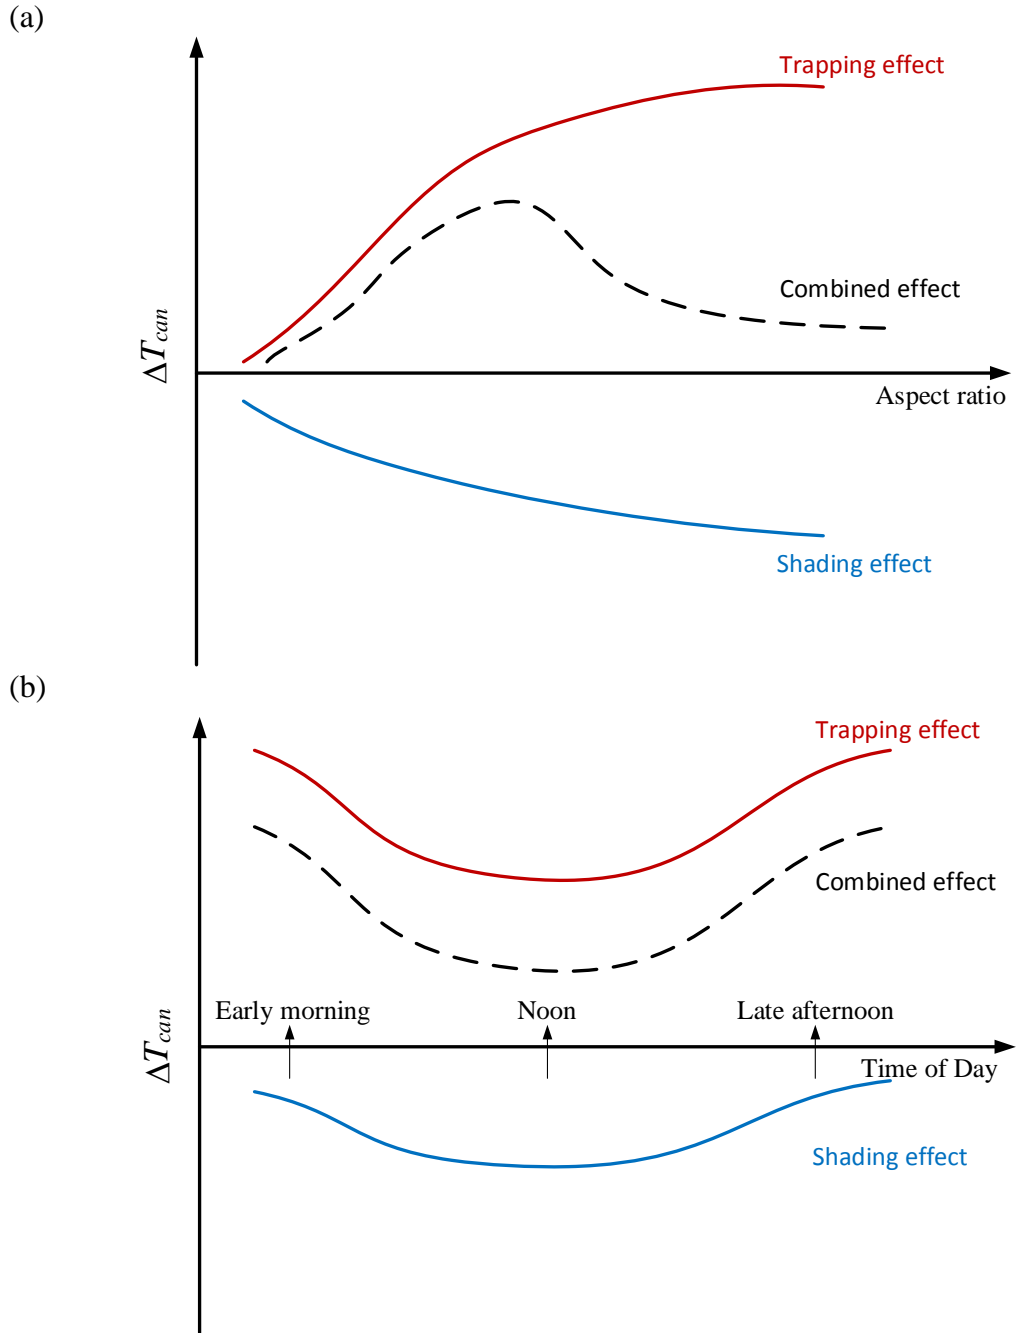 (a)
Trapping effect
Combined effect
ΔTcan
Aspect ratio
Shading effect
(b)
Trapping effect
Combined effect
Early morning
Noon
Late afternoon
ΔTcan
Time of Day
Shading effect